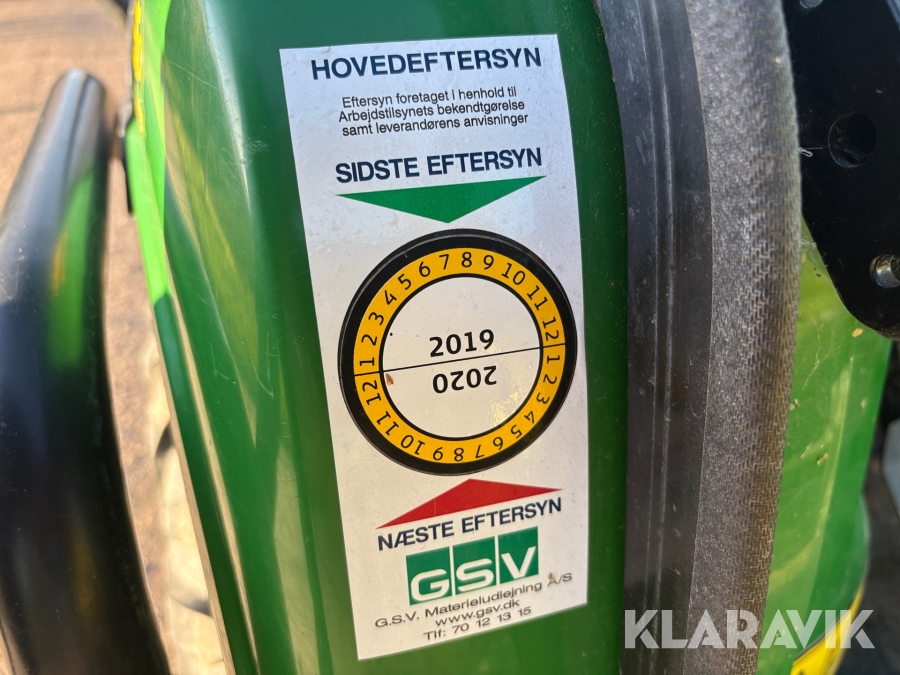 HOVEDEFTERSYN
Eftersyn foretaget i henhold til
Arbejdstilsynets bekendtgørelse
samt leverandørens anvisninger
SIDSTE EFTERSYN
1 2 3 4 5 6 7 8 9 10 11 12
2019
2020
1 2 3 4 5 6 7 8 9 10 11 12
NÆSTE EFTERSYN
GSV
G.S.V. Materieludlejning A/S
www.gsv.dk
Tlf: 70 12 13 15
KLARAVIK